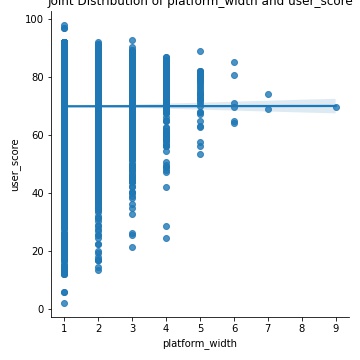 Joint Distribution of platform_width and user_score
100
80
60
40
20
0
user_score
1 2 3 4 5 6 7 8 9
platform_width